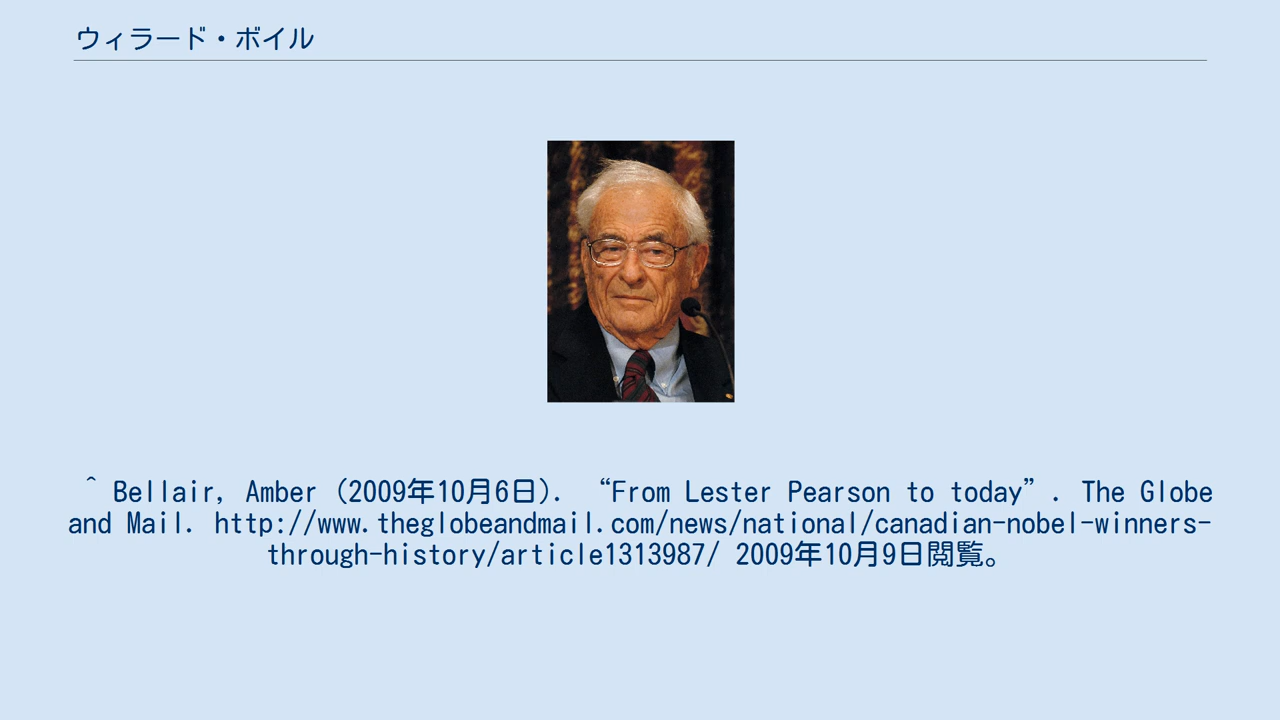 ウィラード・ボイル
^ Bellair, Amber (2009年10月6日). “From Lester Pearson to today”. The Globe
and Mail. http://www.theglobeandmail.com/news/national/canadian-nobel-winners-
through-history/article1313987/ 2009年10月9日閲覧。